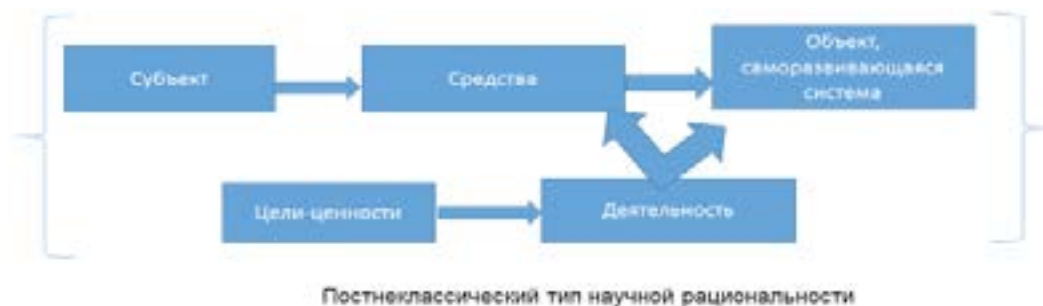 Субъект
Средства
Объект,
саморазвивающаяся
система
Цели-ценности
Деятельность
Постнеклассический тип научной рациональности